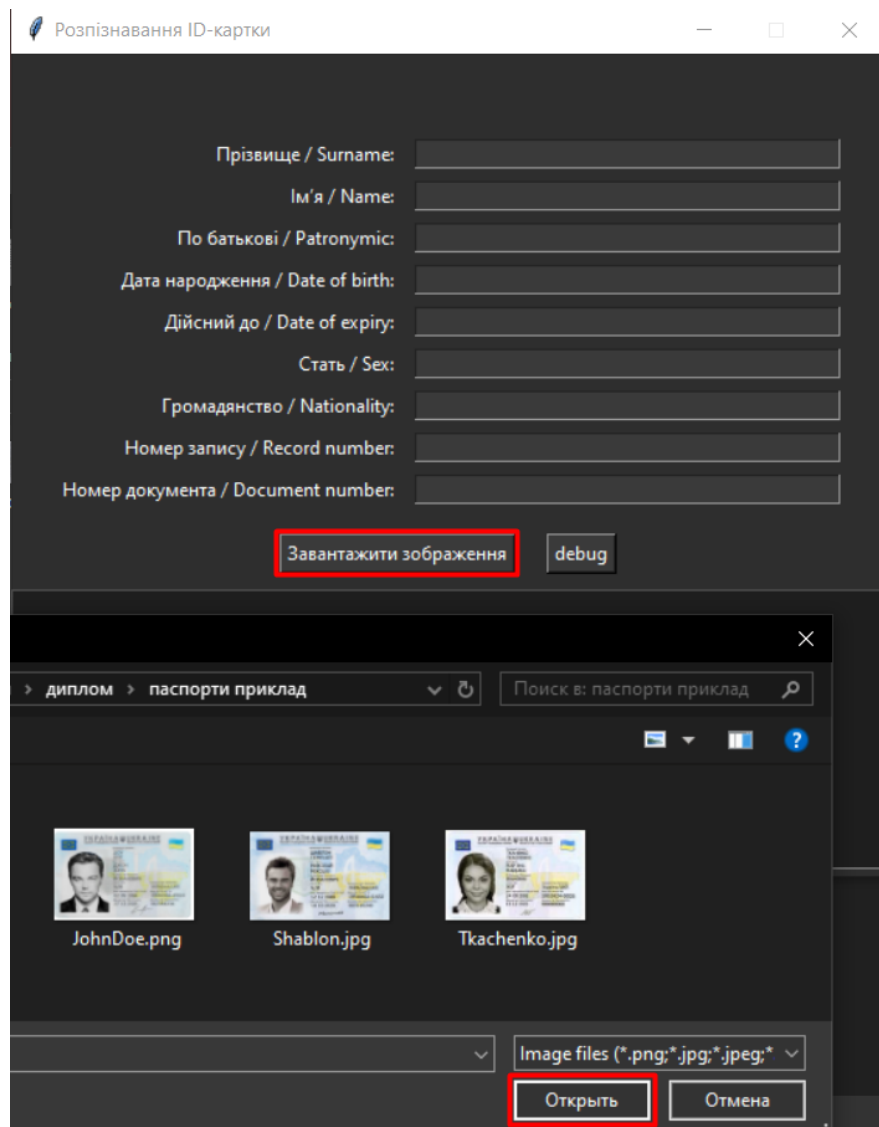 Розпізнавання ID-картки
Прізвище / Surname:
Ім'я / Name:
По батькові / Patronymic:
Дата народження / Date of birth:
Дійсний до / Date of expiry:
Стать / Sex:
Громадянство / Nationality:
Номер запису / Record number:
Номер документа / Document number:
Завантажити зображення debug
диплом › паспорти приклад Поиск в: паспорти приклад
JohnDoe.png Shablon.jpg Tkachenko.jpg
Image files (*.png;*.jpg;*.jpeg;*
Открыть Отмена